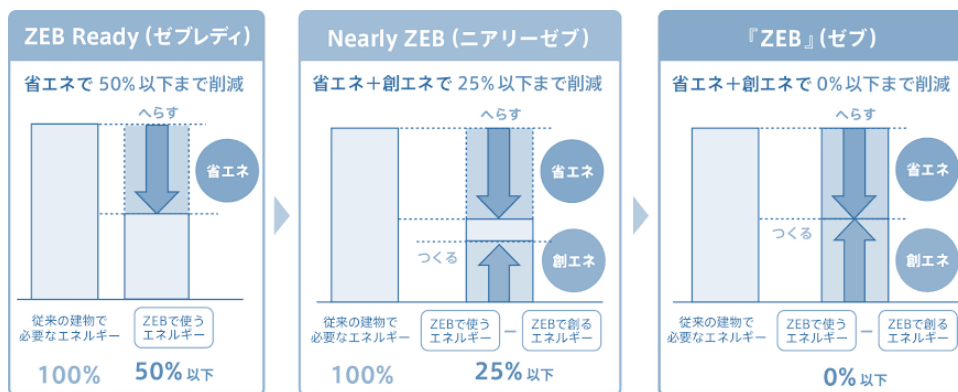 ZEB Ready（ゼブレディ）
省エネで 50%以下まで削減
へらす
省エネ
従来の建物で
必要なエネルギー
ZEBで使う
エネルギー
100%
50%以下
Nearly ZEB（ニアリーゼブ）
省エネ＋創エネで 25%以下まで削減
へらす
省エネ
つくる
創エネ
従来の建物で
必要なエネルギー
ZEBで使う
エネルギー
－
ZEBで創る
エネルギー
100%
25%以下
『ZEB』（ゼブ）
省エネ＋創エネで 0%以下まで削減
へらす
省エネ
つくる
創エネ
従来の建物で
必要なエネルギー
ZEBで使う
エネルギー
－
ZEBで創る
エネルギー
0%以下